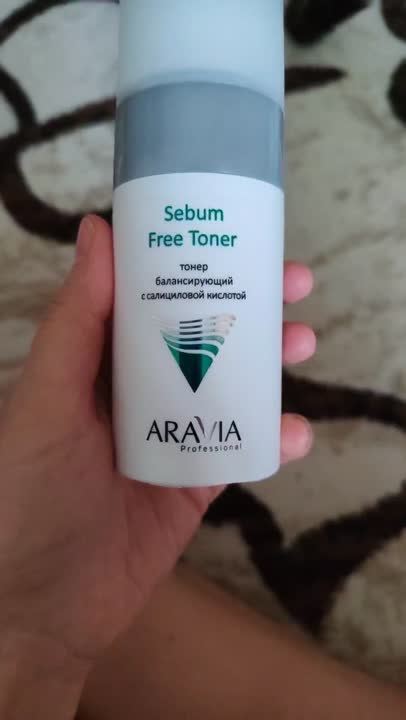 Sebum
Free Toner
тонер
балансирующий
с салициловой кислотой
ARAVIA
Professional